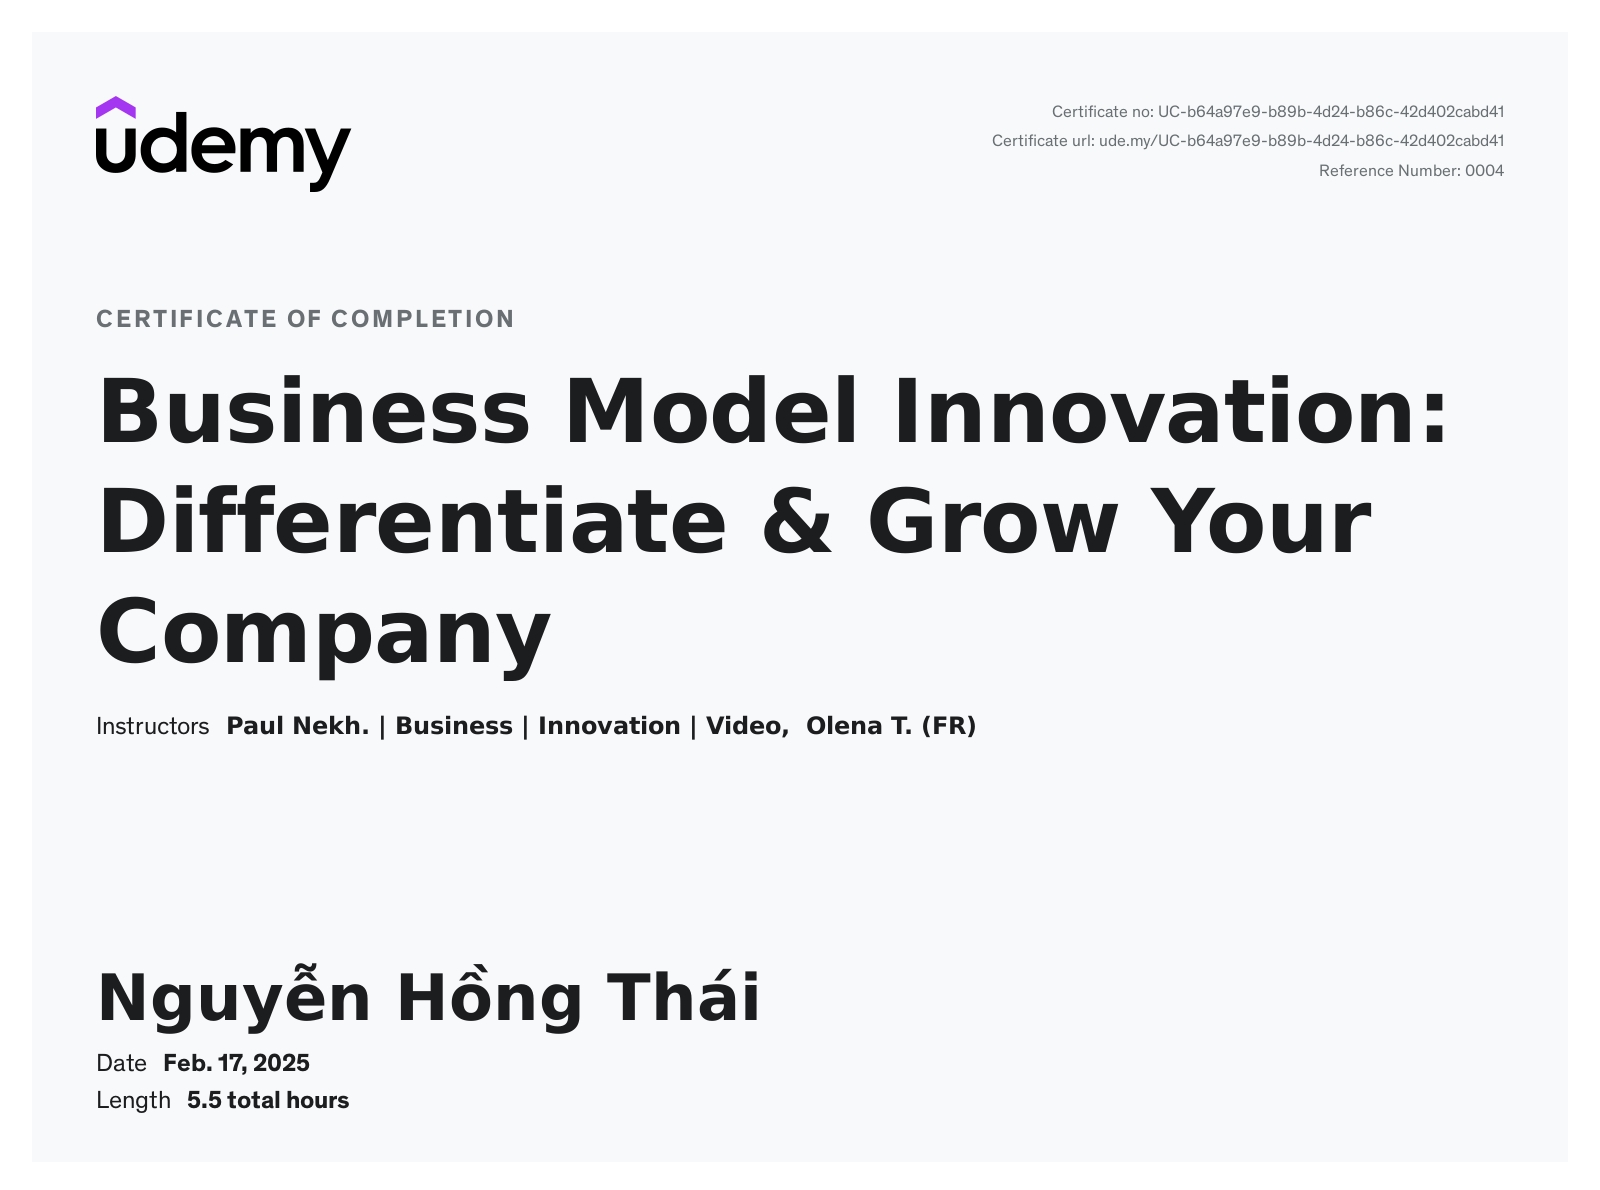 udemy
Certificate no: UC-b64a97e9-b89b-4d24-b86c-42d402cabd41
Certificate url: ude.my/UC-b64a97e9-b89b-4d24-b86c-42d402cabd41
Reference Number: 0004
CERTIFICATE OF COMPLETION
Business Model Innovation:
Differentiate & Grow Your
Company
Instructors Paul Nekh. | Business | Innovation | Video, Olena T. (FR)
Nguyễn Hồng Thái
Date Feb. 17, 2025
Length 5.5 total hours